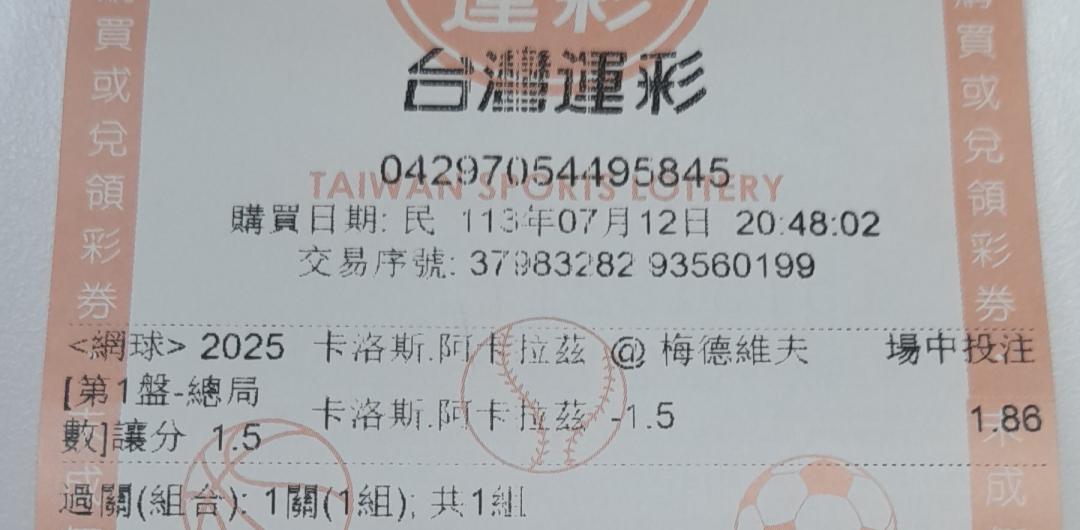 運彩
台灣運彩
04297054495845
TAIWAN SPORTS LOTTERY
購買日期: 民 113年07月12日 20:48:02
交易序號: 37983282 93560199
<網球> 2025 卡洛斯.阿卡拉茲 @ 梅德維夫 場中投注
[第1盤-總局
數]讓分 1.5 卡洛斯.阿卡拉茲 -1.5 1.86
過關(組合): 1關(1組); 共1組
購買或兌領彩券
買或兌領彩券
未成